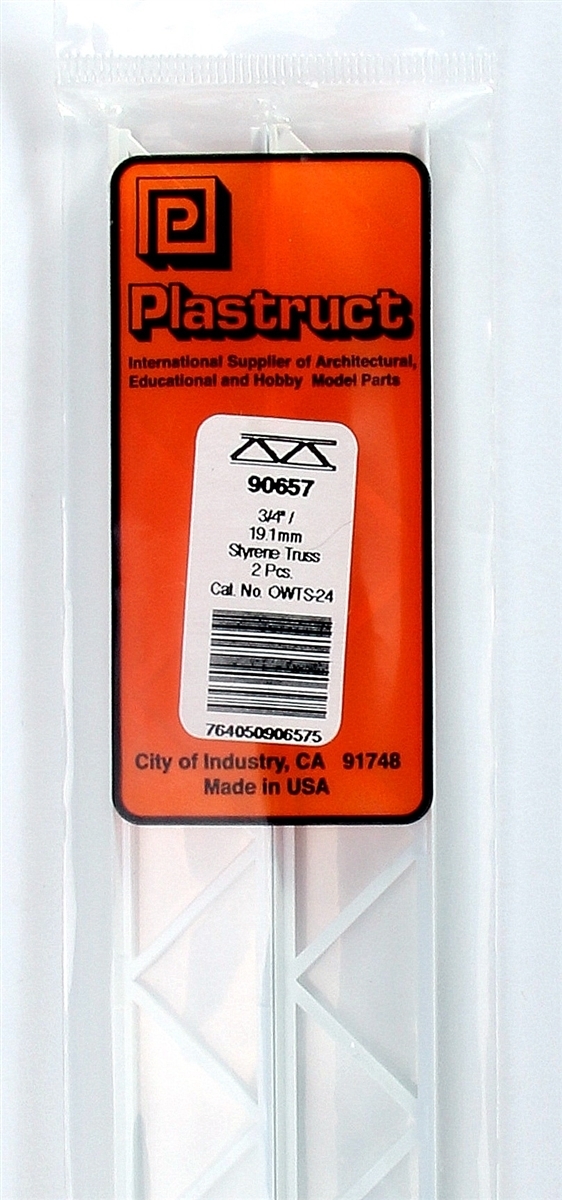 P
Plastruct
International Supplier of Architectural,
Educational and Hobby Model Parts
90657
3/4" /
19.1mm
Styrene Truss
2 Pcs.
Cat. No. OWTS-24
764050906575
City of Industry, CA 91748
Made in USA